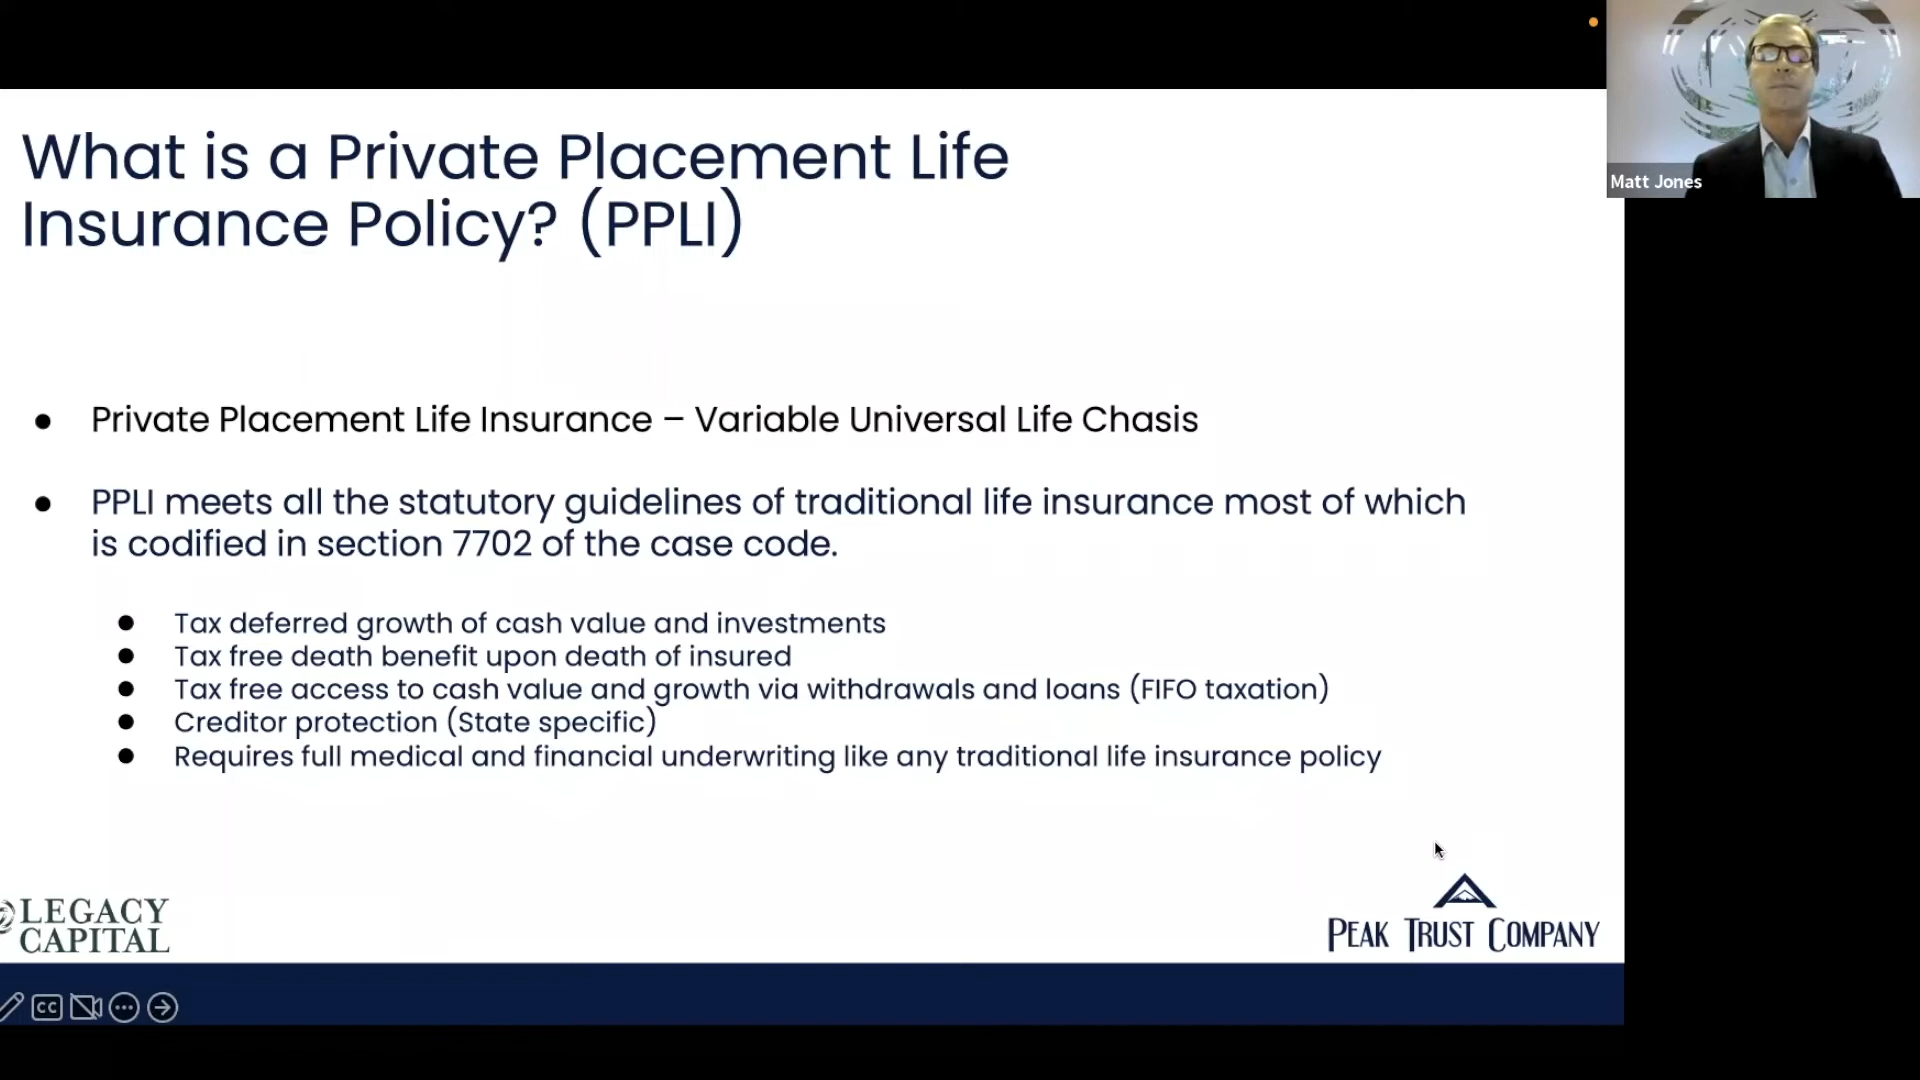 What is a Private Placement Life
Insurance Policy? (PPLI)
Matt Jones
● Private Placement Life Insurance – Variable Universal Life Chasis
● PPLI meets all the statutory guidelines of traditional life insurance most of which
is codified in section 7702 of the case code.
● Tax deferred growth of cash value and investments
● Tax free death benefit upon death of insured
● Tax free access to cash value and growth via withdrawals and loans (FIFO taxation)
● Creditor protection (State specific)
● Requires full medical and financial underwriting like any traditional life insurance policy
LEGACY
CAPITAL
PEAK TRUST COMPANY
CC